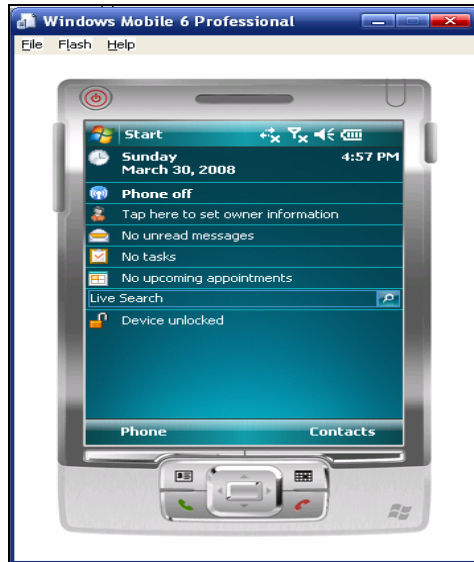 Windows Mobile 6 Professional
File Flash Help
Start
Sunday 4:57 PM
March 30, 2008
Phone off
Tap here to set owner information
No unread messages
No tasks
No upcoming appointments
Live Search
Device unlocked
Phone Contacts